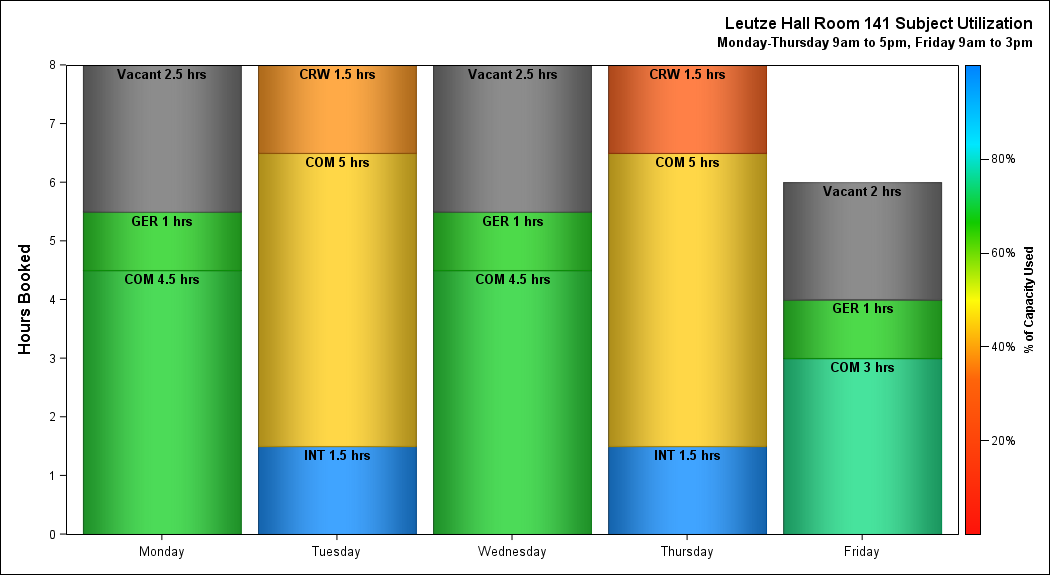 Leutze Hall Room 141 Subject Utilization
Monday-Thursday 9am to 5pm, Friday 9am to 3pm
Hours Booked
8
7
6
5
4
3
2
1
0
Vacant 2.5 hrs
GER 1 hrs
COM 4.5 hrs
CRW 1.5 hrs
COM 5 hrs
INT 1.5 hrs
Vacant 2.5 hrs
GER 1 hrs
COM 4.5 hrs
CRW 1.5 hrs
COM 5 hrs
INT 1.5 hrs
Vacant 2 hrs
GER 1 hrs
COM 3 hrs
Monday
Tuesday
Wednesday
Thursday
Friday
80%
60%
40%
20%
% of Capacity Used